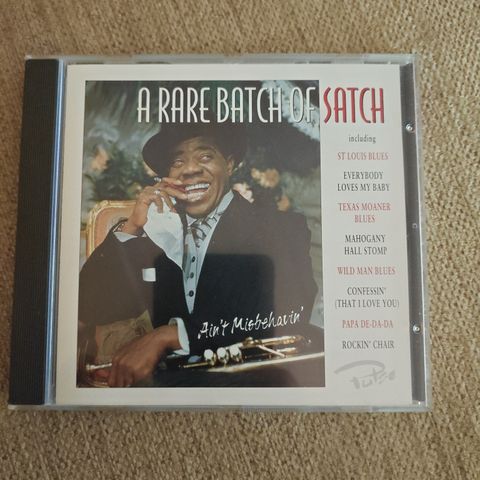 A RARE BATCH OF SATCH
including
ST LOUIS BLUES
EVERYBODY
LOVES MY BABY
TEXAS MOANER
BLUES
MAHOGANY
HALL STOMP
WILD MAN BLUES
CONFESSIN'
(THAT I LOVE YOU)
PAPA DE-DA-DA
ROCKIN' CHAIR
Ain't Misbehavin'